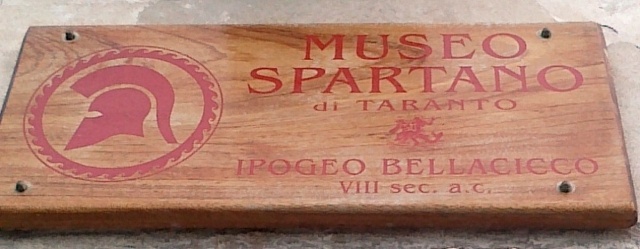 MUSEO
SPARTANO
di TARANTO
IPOGEO BELLACICCO
VIII sec. a.c.